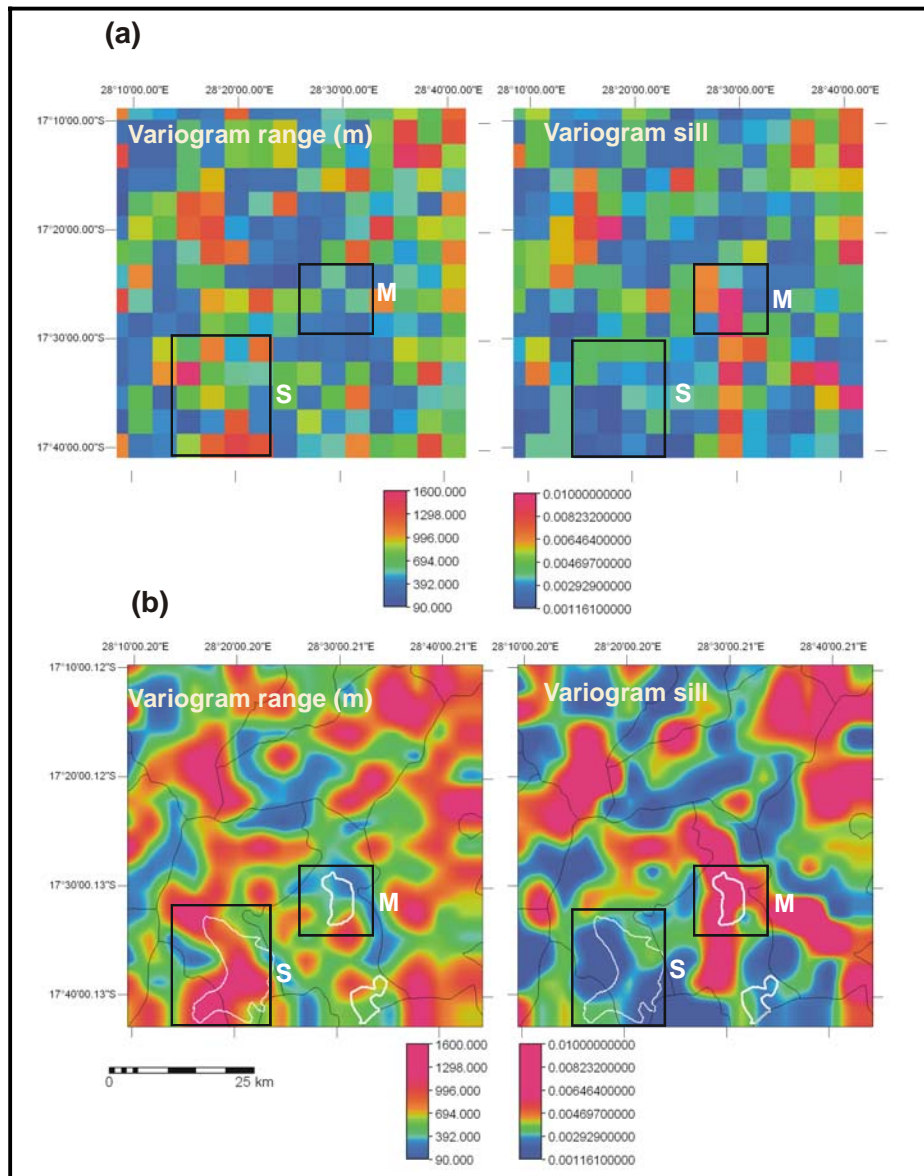 (a)
28°10'00.00"E 28°20'00.00"E 28°30'00.00"E 28°40'00.00"E 28°10'00.00"E 28°20'00.00"E 28°30'00.00"E 28°40'00.00"E
17°10'00.00"S
Variogram range (m) Variogram sill
17°20'00.00"S
M M
17°30'00.00"S
S S
17°40'00.00"S
1600.000 0.01000000000
1298.000 0.00823200000
996.000 0.00646400000
694.000 0.00469700000
392.000 0.00292900000
90.000 0.00116100000
(b)
28°10'00.20"E 28°20'00.21"E 28°30'00.21"E 28°40'00.21"E 28°10'00.20"E 28°20'00.21"E 28°30'00.21"E 28°40'00.21"E
17°10'00.12"S
Variogram range (m) Variogram sill
17°20'00.12"S
17°30'00.13"S
M M
S S
17°40'00.13"S
1600.000 0.01000000000
1298.000 0.00823200000
996.000 0.00646400000
694.000 0.00469700000
392.000 0.00292900000
90.000 0.00116100000
0 25 km